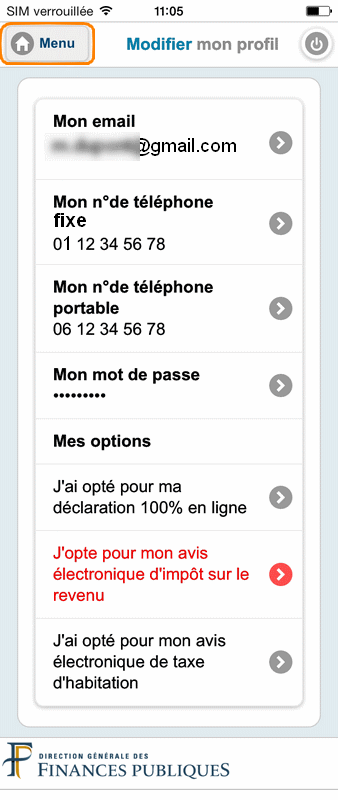 SIM verrouillée 11:05
Menu Modifier mon profil
Mon email
@gmail.com
Mon n°de téléphone
fixe
01 12 34 56 78
Mon n°de téléphone
portable
06 12 34 56 78
Mon mot de passe
•••••••••
Mes options
J'ai opté pour ma
déclaration 100% en ligne
J'opte pour mon avis
électronique d'impôt sur le
revenu
J'ai opté pour mon avis
électronique de taxe
d'habitation
DIRECTION GÉNÉRALE DES
FINANCES PUBLIQUES